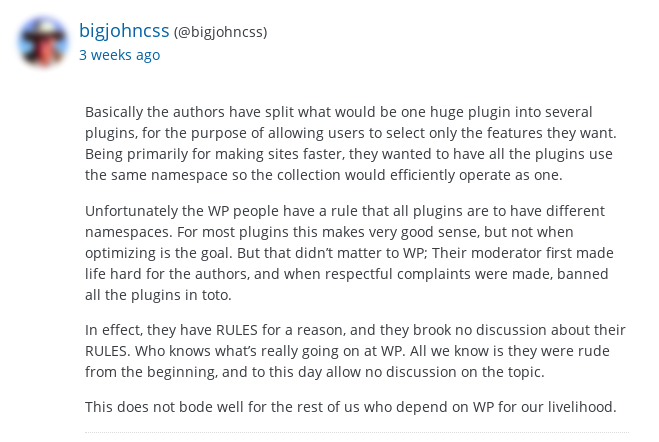 bigjohncss (@bigjohncss)
3 weeks ago
Basically the authors have split what would be one huge plugin into several
plugins, for the purpose of allowing users to select only the features they want.
Being primarily for making sites faster, they wanted to have all the plugins use
the same namespace so the collection would efficiently operate as one.
Unfortunately the WP people have a rule that all plugins are to have different
namespaces. For most plugins this makes very good sense, but not when
optimizing is the goal. But that didn’t matter to WP; Their moderator first made
life hard for the authors, and when respectful complaints were made, banned
all the plugins in toto.
In effect, they have RULES for a reason, and they brook no discussion about their
RULES. Who knows what’s really going on at WP. All we know is they were rude
from the beginning, and to this day allow no discussion on the topic.
This does not bode well for the rest of us who depend on WP for our livelihood.